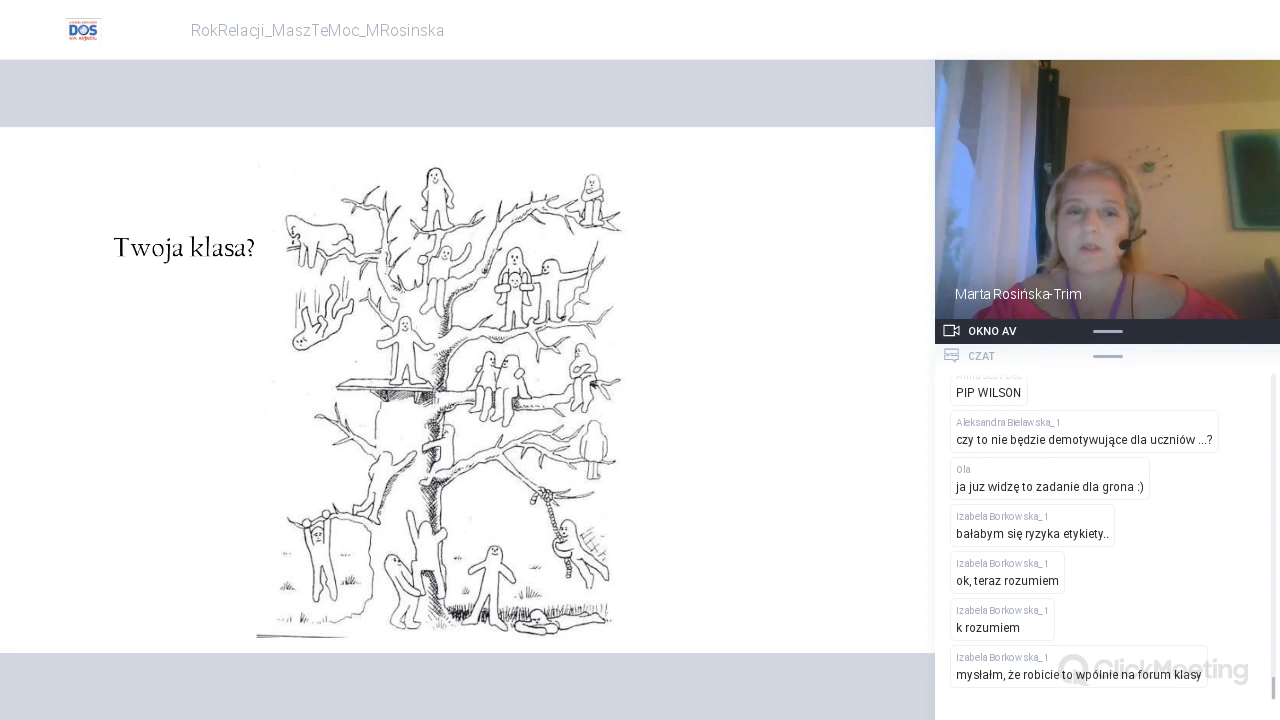 DOS
RokRelacji_MaszTeMoc_MRosinska
Twoja klasa?
Marta Rosińska-Trim
OKNO AV
CZAT
PIP WILSON
Aleksandra Bielawska_1
czy to nie będzie demotywujące dla uczniów ...?
Ola
ja juz widzę to zadanie dla grona :)
Izabela Borkowska_1
bałabym się ryzyka etykiety..
Izabela Borkowska_1
ok, teraz rozumiem
Izabela Borkowska_1
k rozumiem
Izabela Borkowska_1
mysłałm, że robicie to wpólnie na forum klasy
ClickMeeting